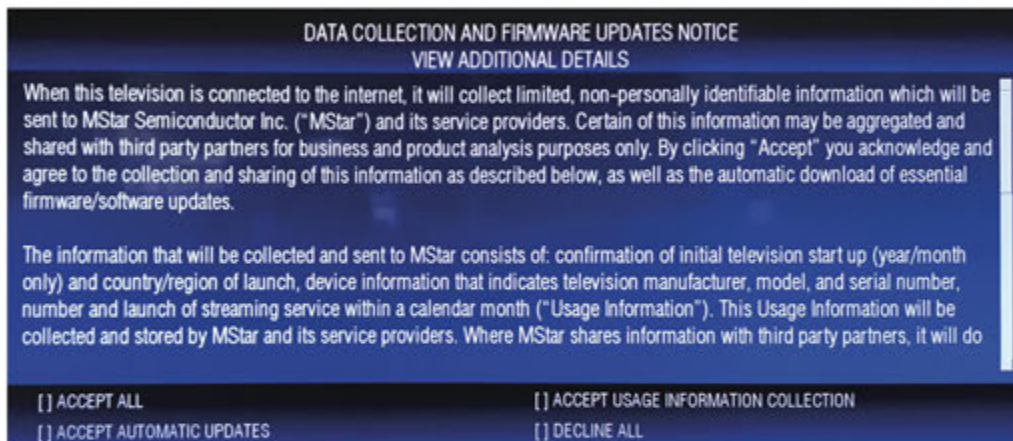 DATA COLLECTION AND FIRMWARE UPDATES NOTICE
VIEW ADDITIONAL DETAILS
When this television is connected to the internet, it will collect limited, non-personally identifiable information which will be
sent to MStar Semiconductor Inc. (“MStar”) and its service providers. Certain of this information may be aggregated and
shared with third party partners for business and product analysis purposes only. By clicking “Accept” you acknowledge and
agree to the collection and sharing of this information as described below, as well as the automatic download of essential
firmware/software updates.
The information that will be collected and sent to MStar consists of: confirmation of initial television start up (year/month
only) and country/region of launch, device information that indicates television manufacturer, model, and serial number,
number and launch of streaming service within a calendar month (“Usage Information”). This Usage Information will be
collected and stored by MStar and its service providers. Where MStar shares information with third party partners, it will do
[ ] ACCEPT ALL
[ ] ACCEPT USAGE INFORMATION COLLECTION
[ ] ACCEPT AUTOMATIC UPDATES
[ ] DECLINE ALL